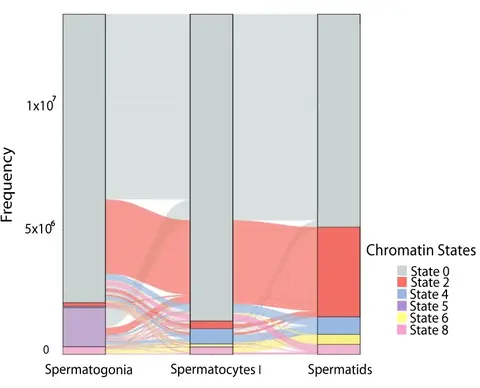 1x10⁷
Frequency
5x10⁶
0
Spermatogonia
Spermatocytes I
Spermatids
Chromatin States
State 0
State 2
State 4
State 5
State 6
State 8